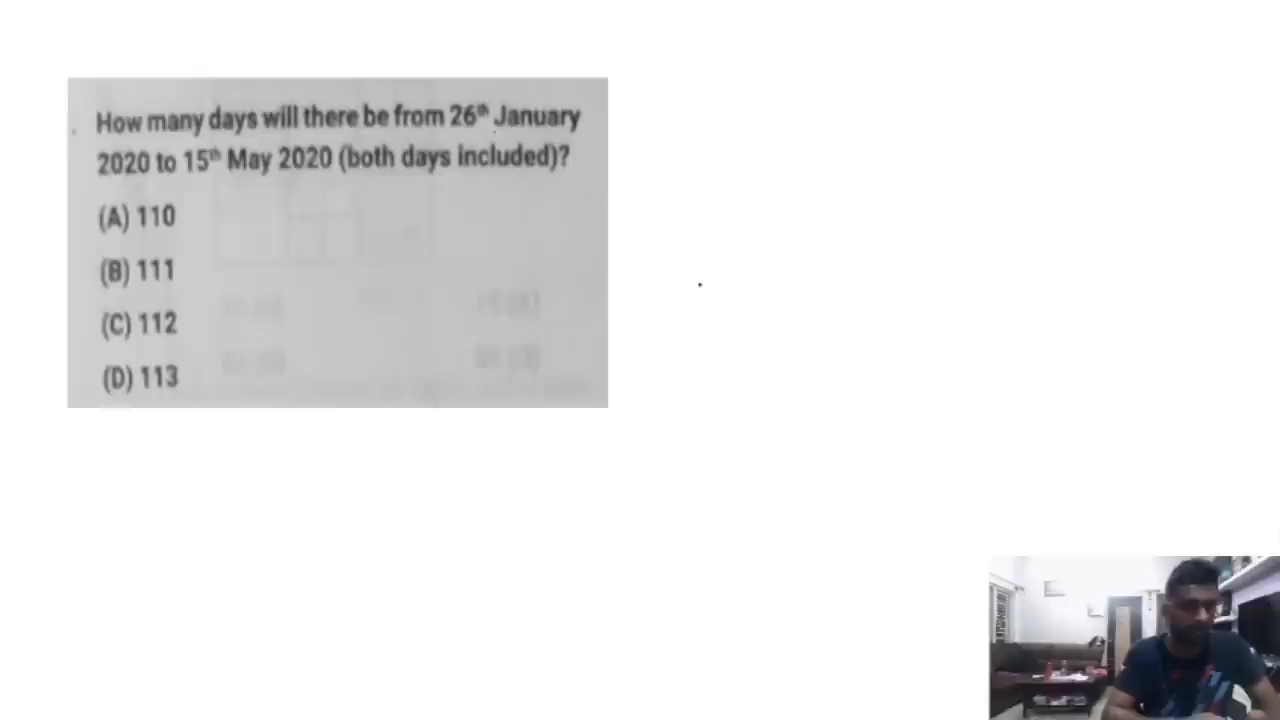 How many days will there be from 26th January
2020 to 15th May 2020 (both days included)?
(A) 110
(B) 111
(C) 112
(D) 113